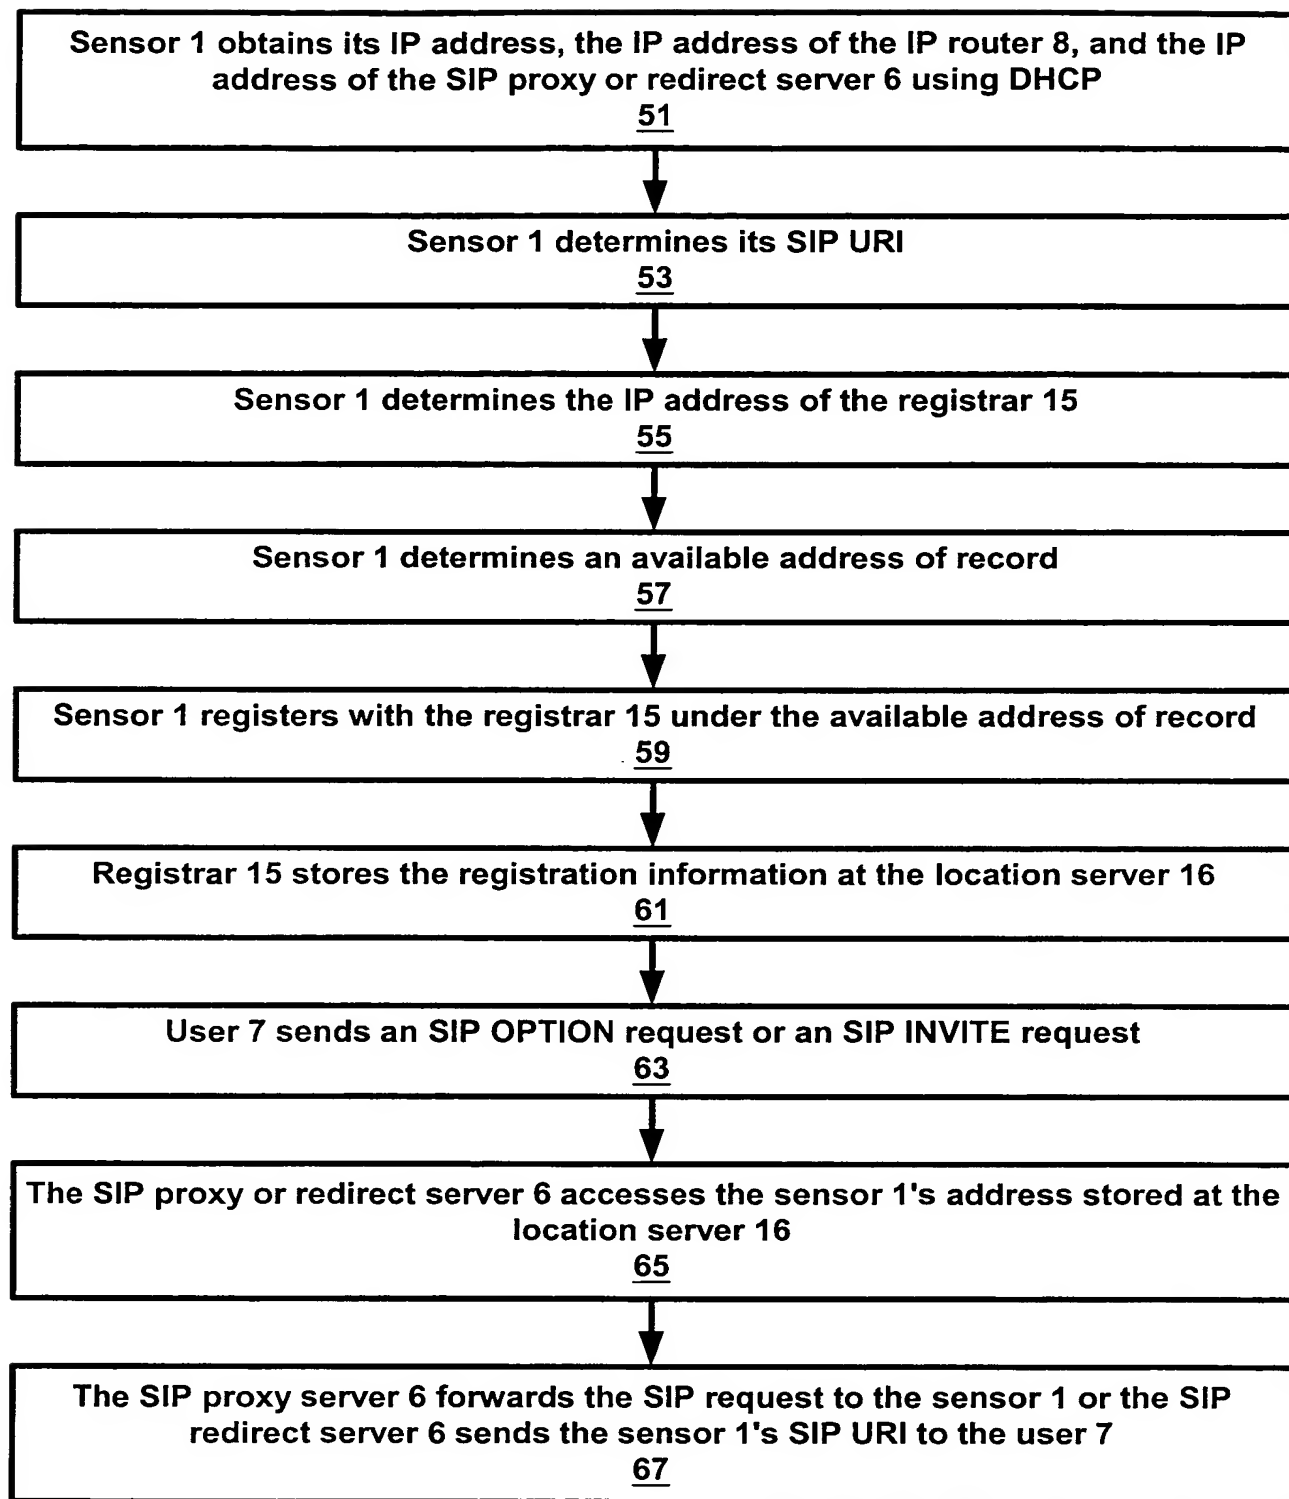 Sensor 1 obtains its IP address, the IP address of the IP router 8, and the IP
address of the SIP proxy or redirect server 6 using DHCP
51
Sensor 1 determines its SIP URI
53
Sensor 1 determines the IP address of the registrar 15
55
Sensor 1 determines an available address of record
57
Sensor 1 registers with the registrar 15 under the available address of record
59
Registrar 15 stores the registration information at the location server 16
61
User 7 sends an SIP OPTION request or an SIP INVITE request
63
The SIP proxy or redirect server 6 accesses the sensor 1's address stored at the
location server 16
65
The SIP proxy server 6 forwards the SIP request to the sensor 1 or the SIP
redirect server 6 sends the sensor 1's SIP URI to the user 7
67